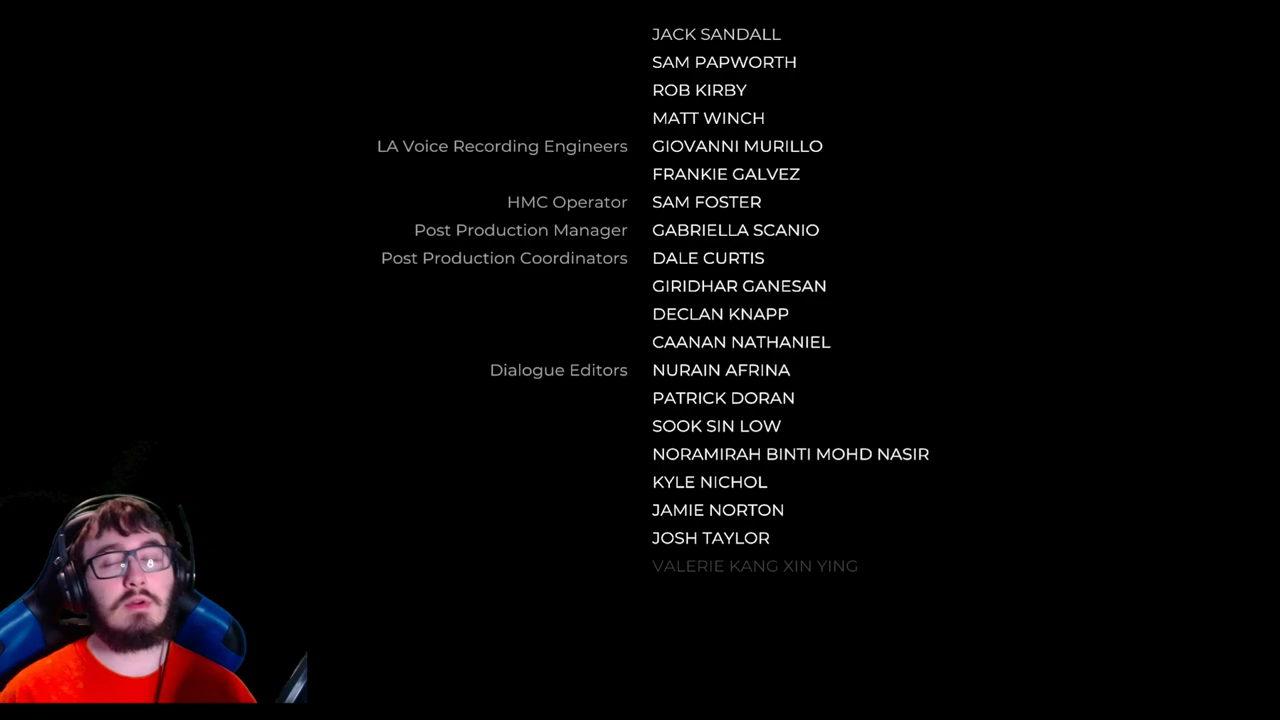 JACK SANDALL
SAM PAPWORTH
ROB KIRBY
MATT WINCH
LA Voice Recording Engineers GIOVANNI MURILLO
FRANKIE GALVEZ
HMC Operator SAM FOSTER
Post Production Manager GABRIELLA SCANIO
Post Production Coordinators DALE CURTIS
GIRIDHAR GANESAN
DECLAN KNAPP
CAANAN NATHANIEL
Dialogue Editors NURAIN AFRINA
PATRICK DORAN
SOOK SIN LOW
NORAMIRAH BINTI MOHD NASIR
KYLE NICHOL
JAMIE NORTON
JOSH TAYLOR
VALERIE KANG XIN YING